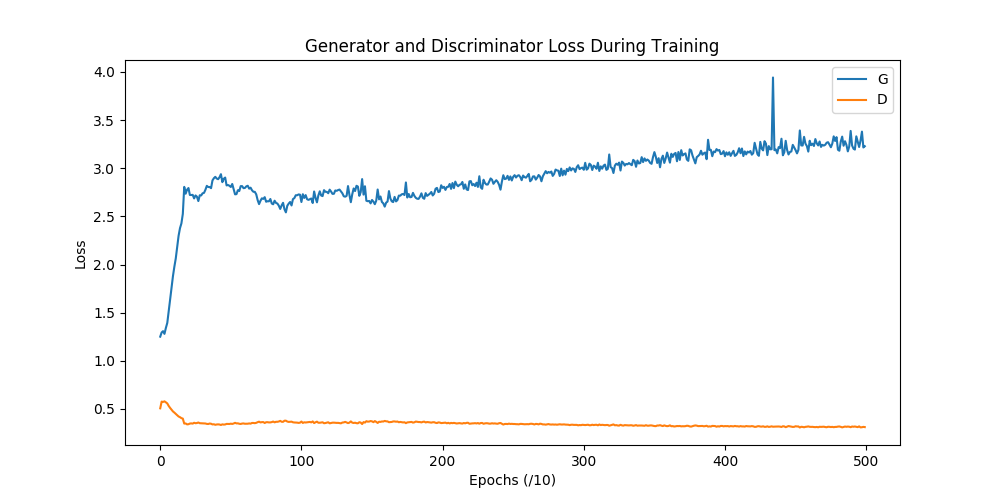 Generator and Discriminator Loss During Training
G
D
4.0
3.5
3.0
2.5
2.0
1.5
1.0
0.5
Loss
0 100 200 300 400 500
Epochs (/10)